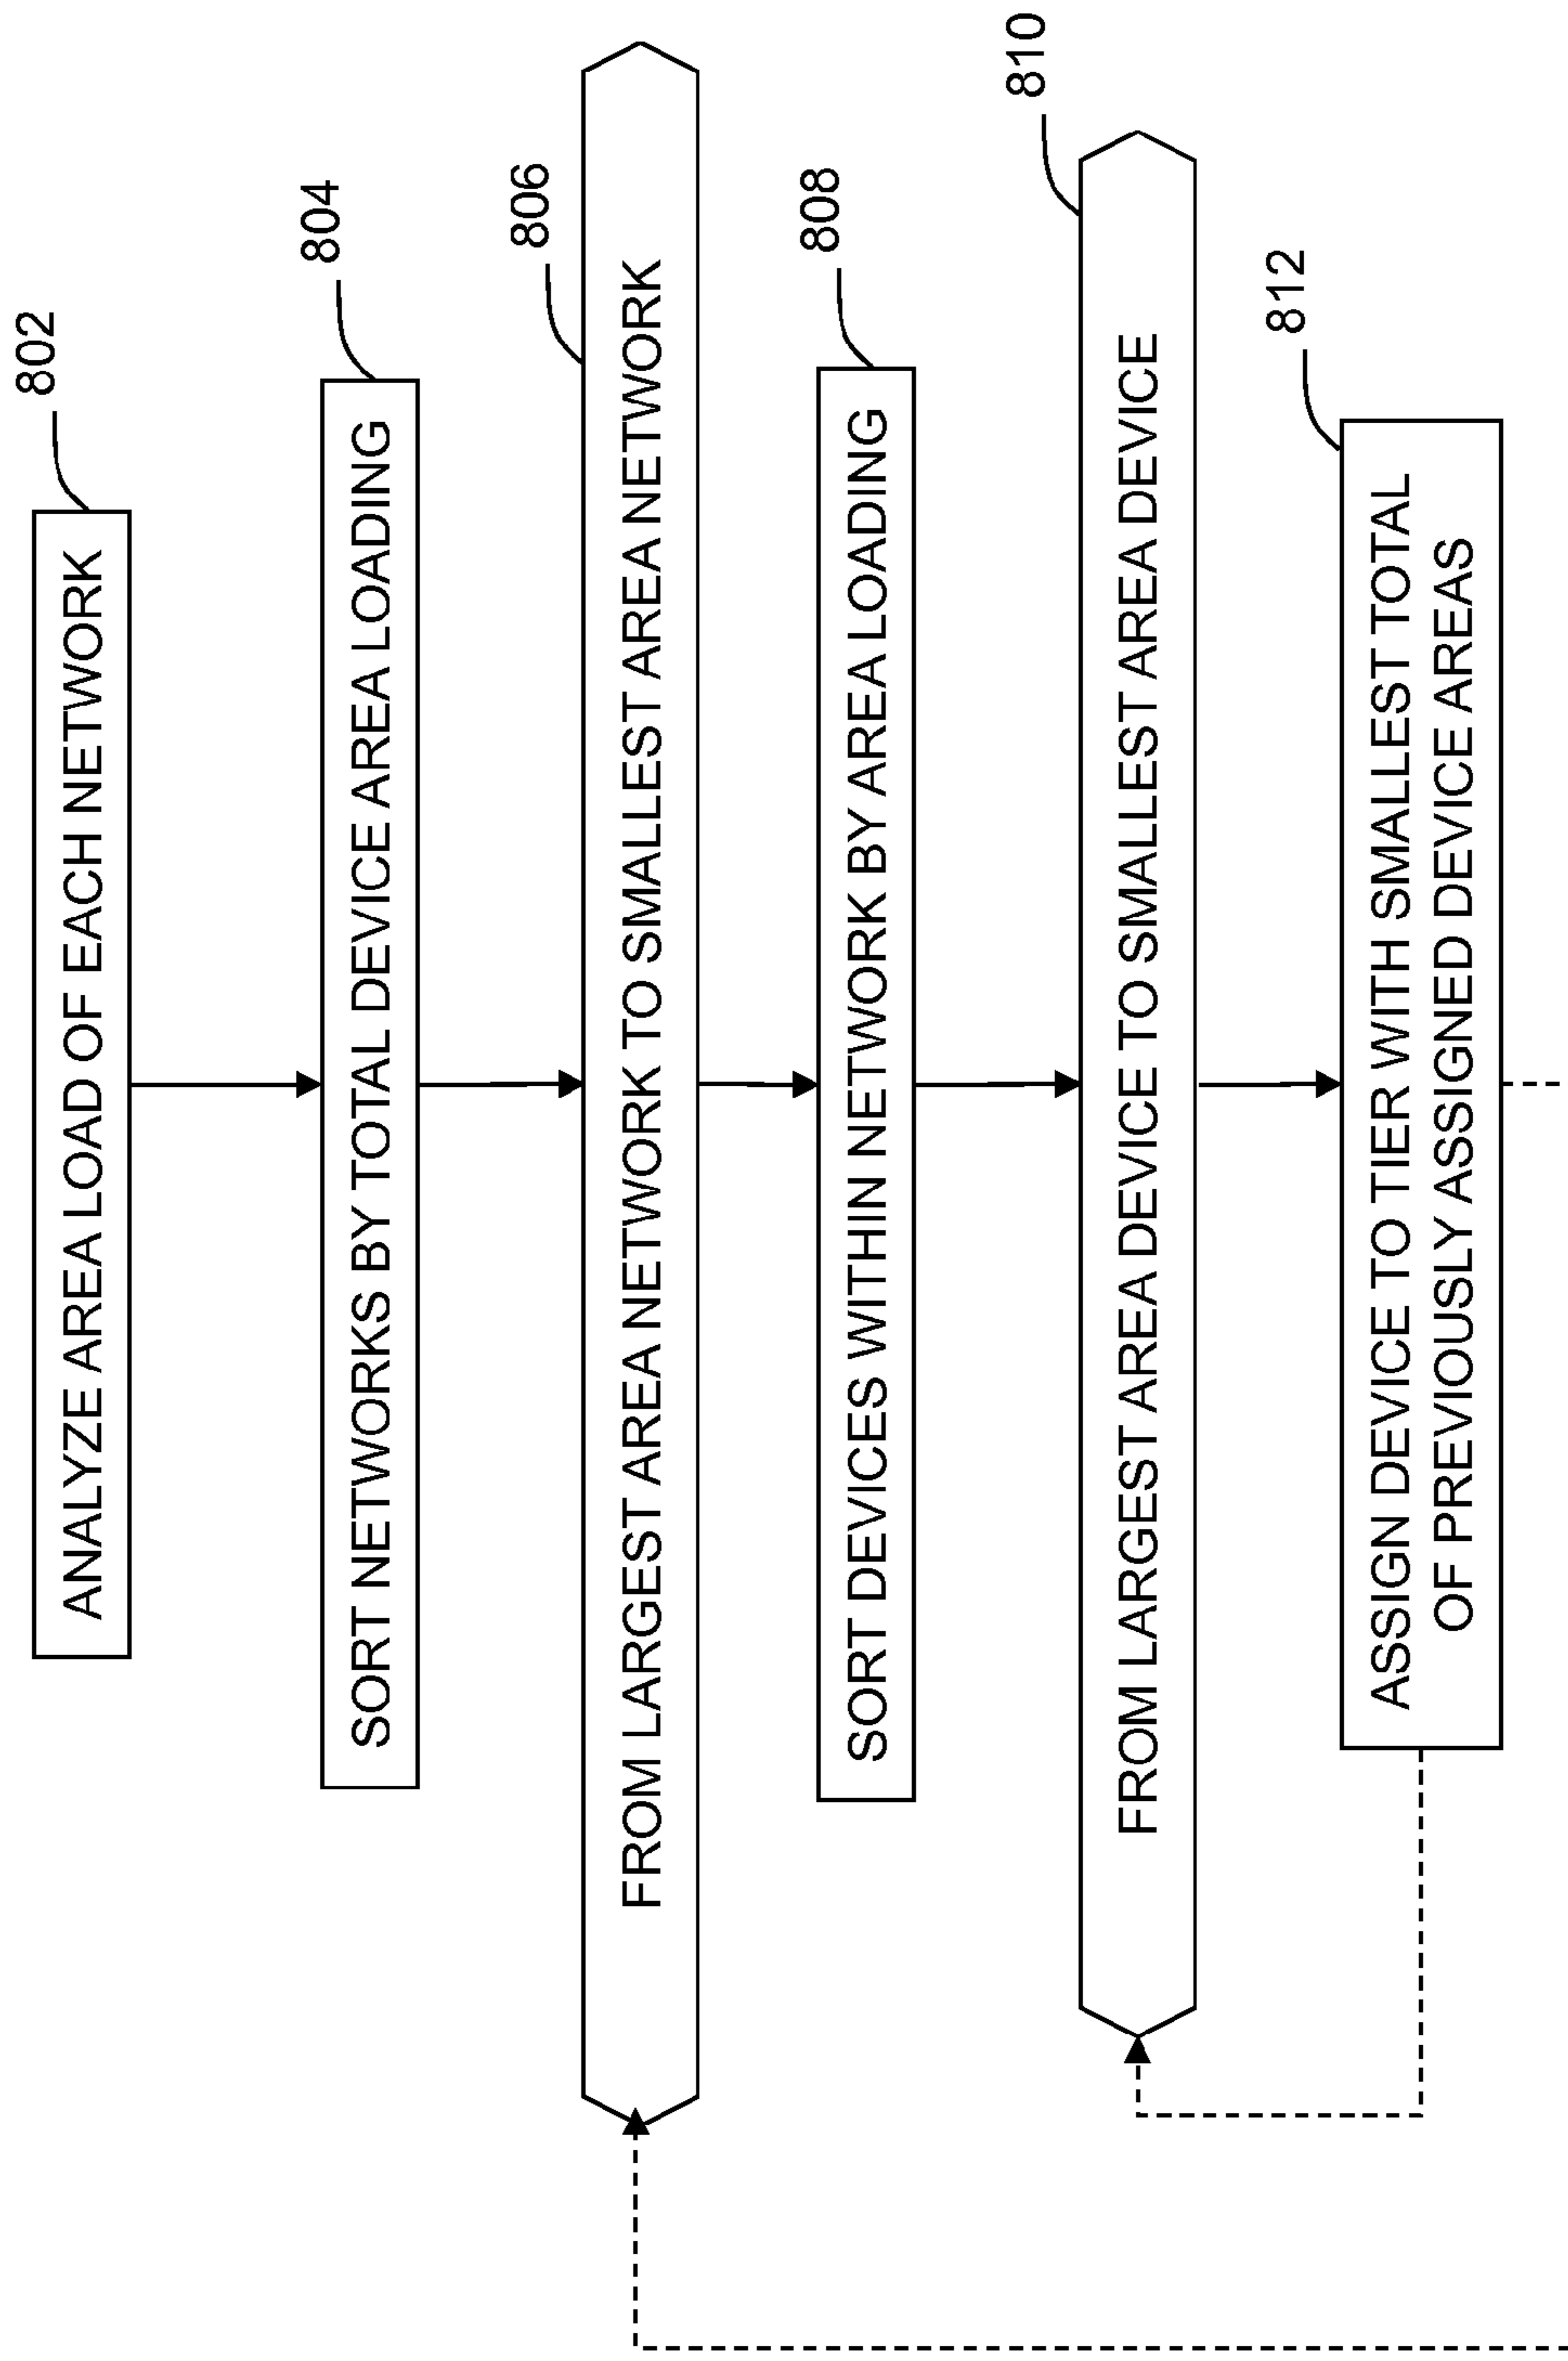 802
ANALYZE AREA LOAD OF EACH NETWORK
804
SORT NETWORKS BY TOTAL DEVICE AREA LOADING
806
FROM LARGEST AREA NETWORK TO SMALLEST AREA NETWORK
808
SORT DEVICES WITHIN NETWORK BY AREA LOADING
810
FROM LARGEST AREA DEVICE TO SMALLEST AREA DEVICE
812
ASSIGN DEVICE TO TIER WITH SMALLEST TOTAL
OF PREVIOUSLY ASSIGNED DEVICE AREAS